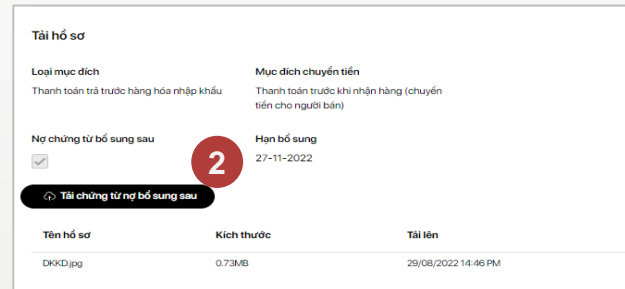 Tải hồ sơ
Loại mục đích
Mục đích chuyển tiền
Thanh toán trả trước hàng hóa nhập khẩu
Thanh toán trước khi nhận hàng (chuyển
tiền cho người bán)
Nợ chứng từ bổ sung sau
Hạn bổ sung
27-11-2022
2
Tải chứng từ nợ bổ sung sau
Tên hồ sơ
Kích thước
Tải lên
DKKD.jpg
0.73MB
29/08/2022 14:46 PM